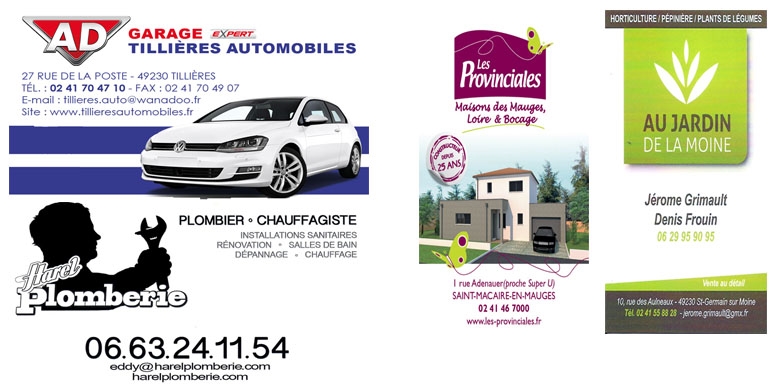 AD
GARAGE EXPERT
TILLIÈRES AUTOMOBILES
27 RUE DE LA POSTE - 49230 TILLIÈRES
TÉL. : 02 41 70 47 10 - FAX : 02 41 70 49 07
E-mail : tillieres.auto@wanadoo.fr
Site : www.tillieresautomobiles.fr
PLOMBIER • CHAUFFAGISTE
INSTALLATIONS SANITAIRES
RÉNOVATION • SALLES DE BAIN
DÉPANNAGE • CHAUFFAGE
Harel
Plomberie
06.63.24.11.54
eddy@harelplomberie.com
harelplomberie.com
Les
Provinciales
Maisons des Mauges,
Loire & Bocage
CONSTRUCTEUR
DEPUIS
25 ANS
1 rue Adenauer(proche Super U)
SAINT-MACAIRE-EN-MAUGES
02 41 46 7000
www.les-provinciales.fr
HORTICULTURE / PÉPINIÈRE / PLANTS DE LÉGUMES
AU JARDIN
DE LA MOINE
Jérome Grimault
Denis Frouin
06 29 95 90 95
Vente au détail
10, rue des Aulneaux - 49230 St-Germain sur Moine
Tél. 02 41 55 88 28 - jerome.grimault@gmx.fr